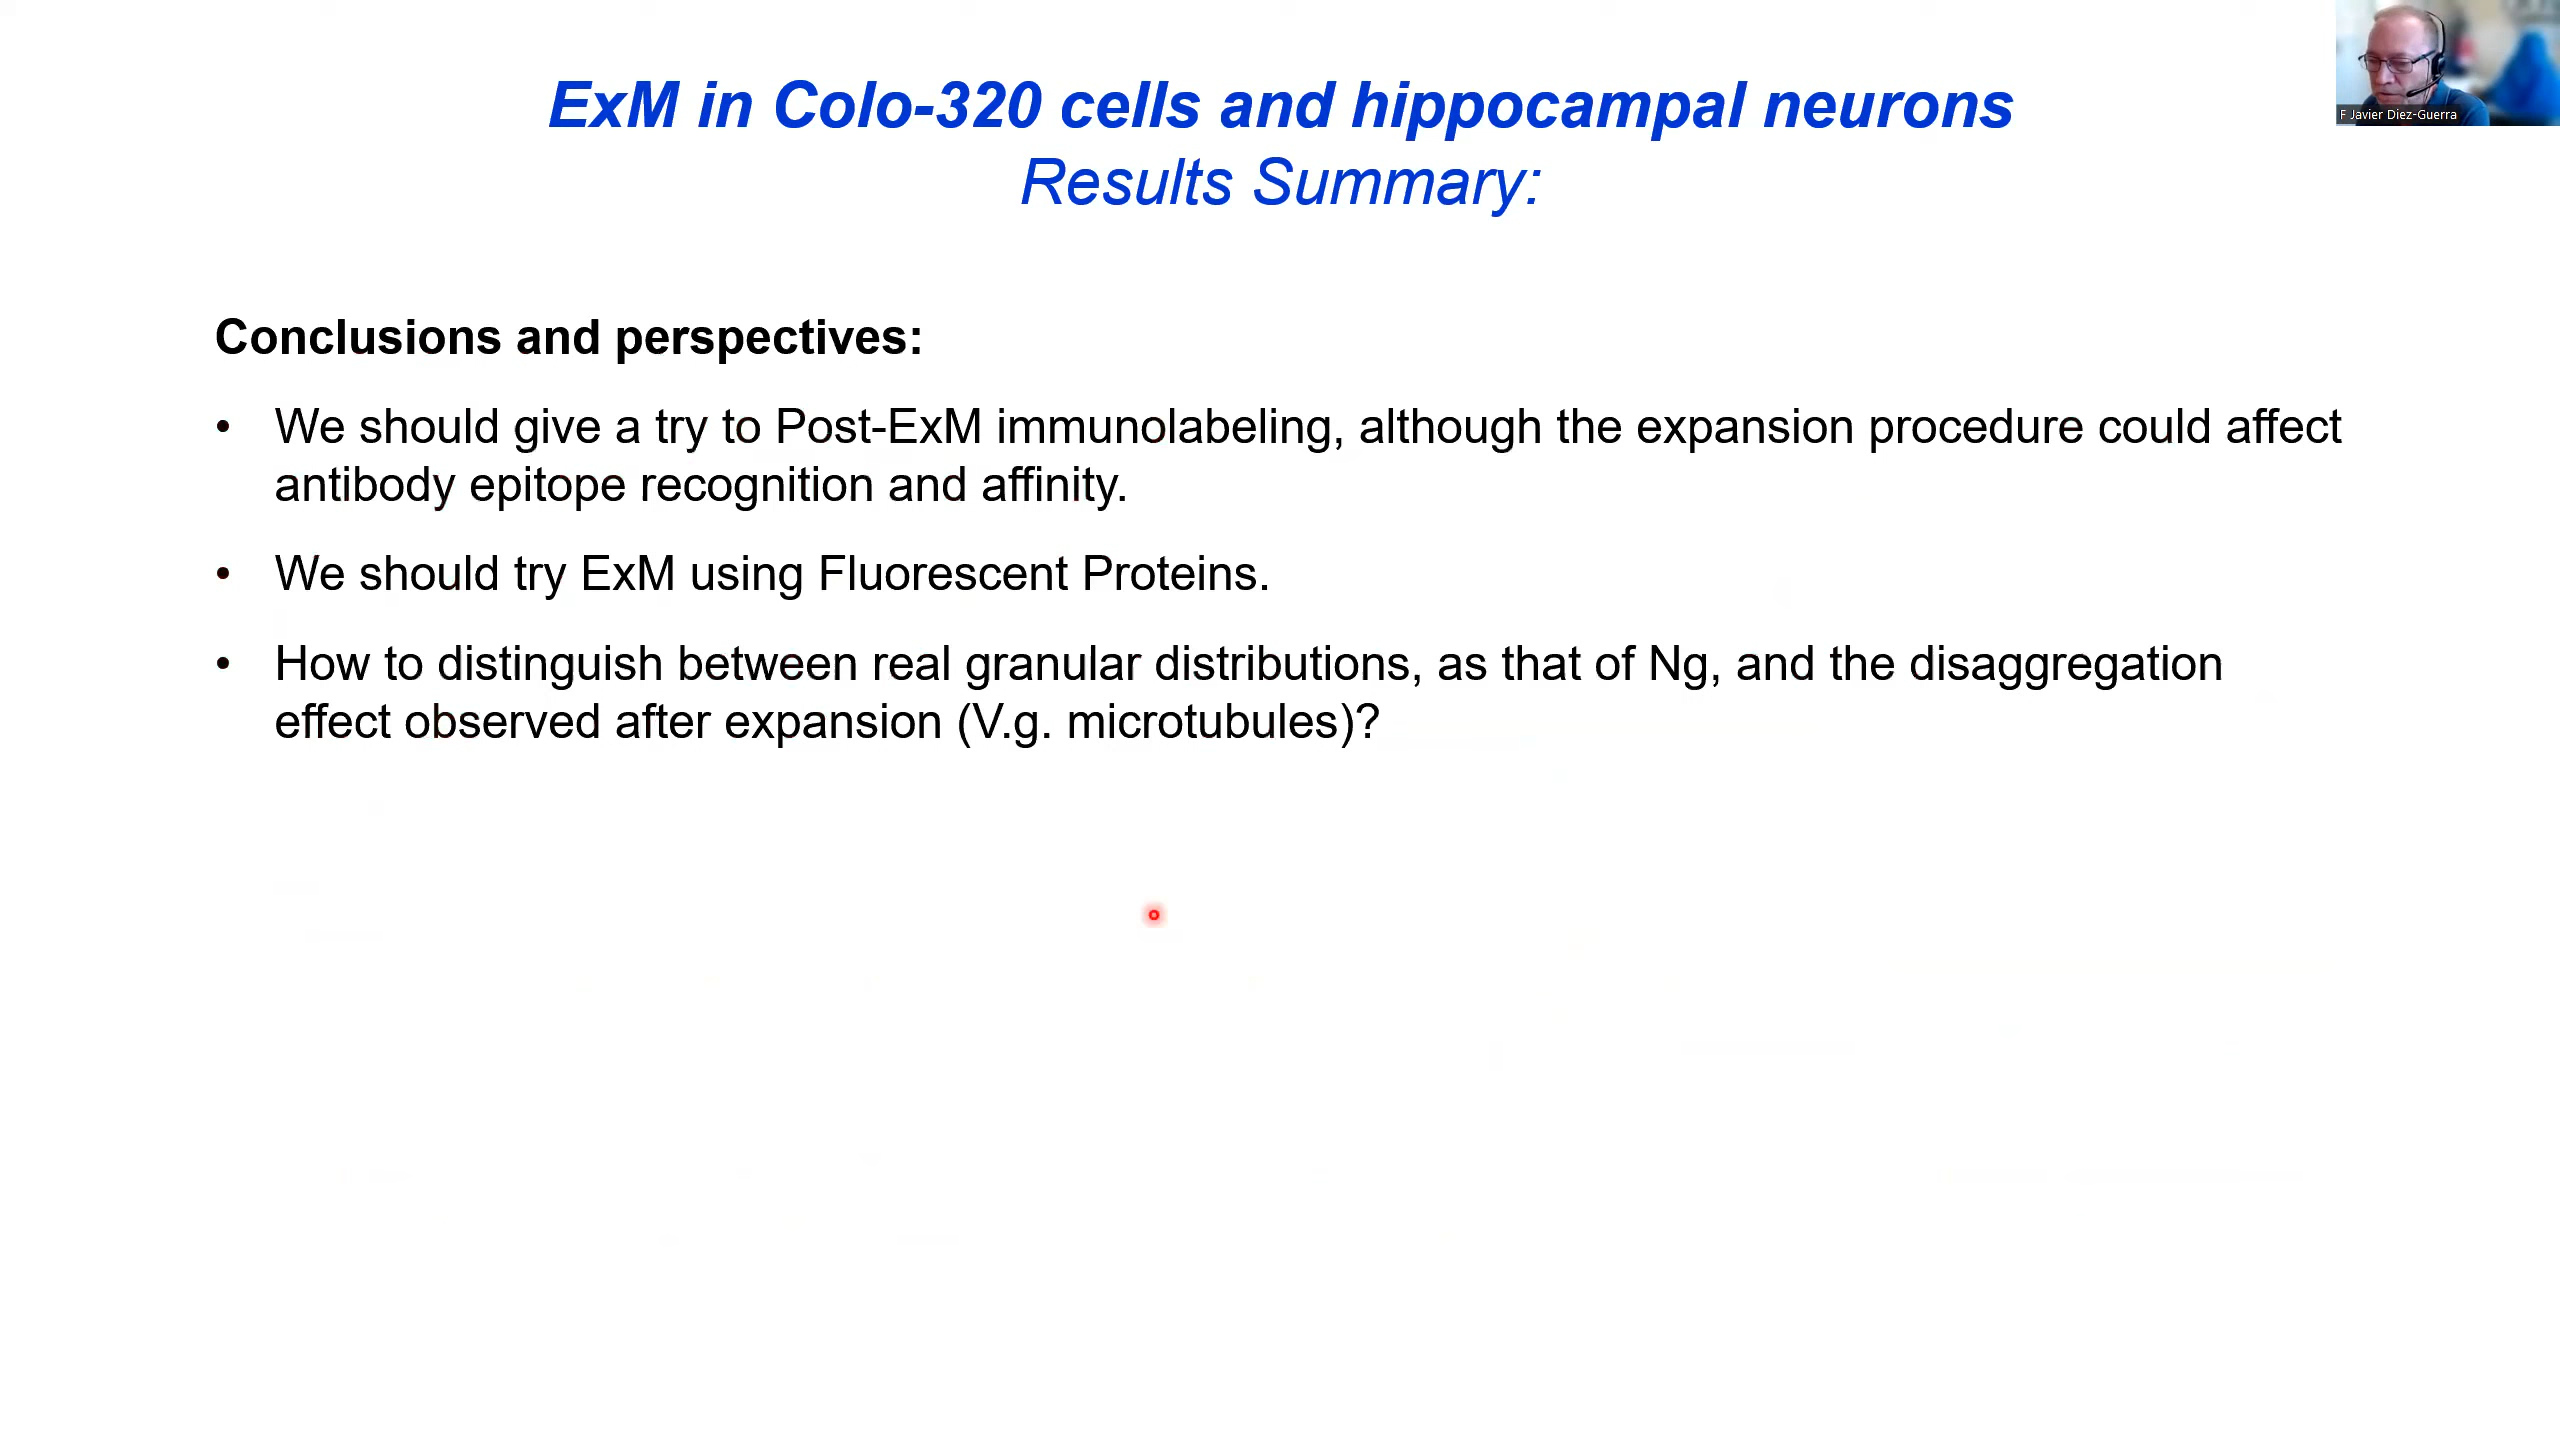 ExM in Colo-320 cells and hippocampal neurons
Results Summary:
F Javier Diez-Guerra
Conclusions and perspectives:
• We should give a try to Post-ExM immunolabeling, although the expansion procedure could affect
antibody epitope recognition and affinity.
• We should try ExM using Fluorescent Proteins.
• How to distinguish between real granular distributions, as that of Ng, and the disaggregation
effect observed after expansion (V.g. microtubules)?